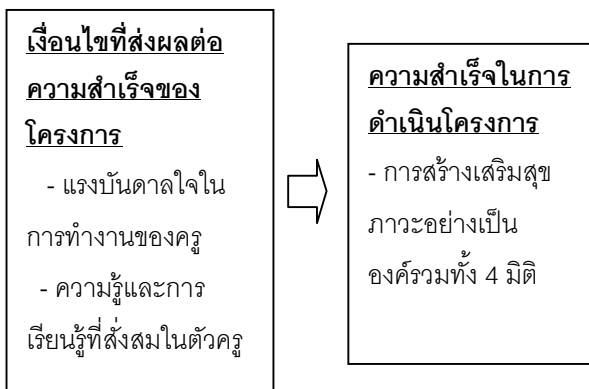 เงื่อนไขที่ส่งผลต่อ
ความสำเร็จของ
โครงการ
- แรงบันดาลใจใน
การทำงานของครู
- ความรู้และการ
เรียนรู้ที่สั่งสมในตัวครู
ความสำเร็จในการ
ดำเนินโครงการ
- การสร้างเสริมสุข
ภาวะอย่างเป็น
องค์รวมทั้ง 4 มิติ